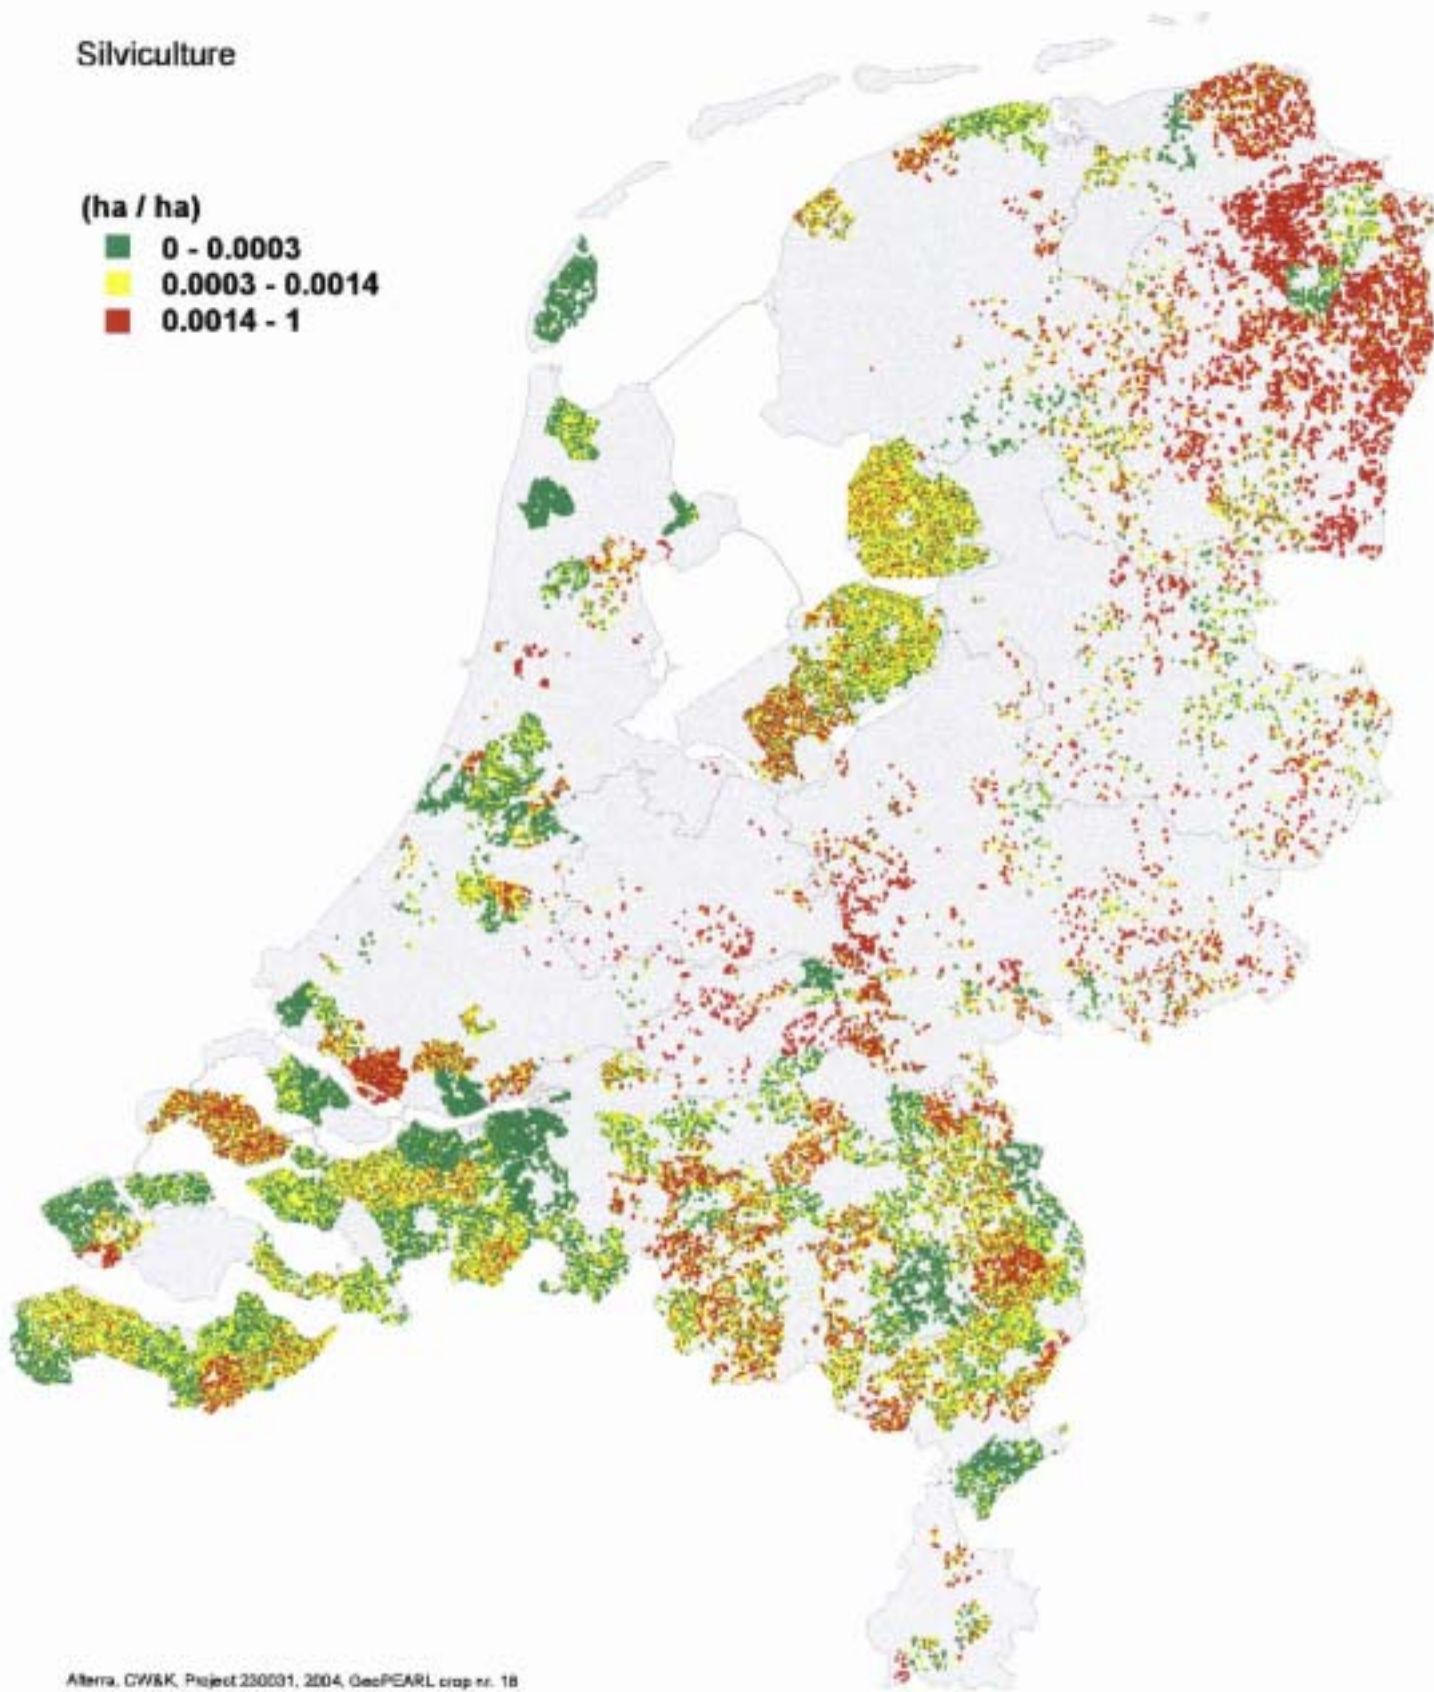 Silviculture
(ha / ha)
0 - 0.0003
0.0003 - 0.0014
0.0014 - 1
Alterra, CW&K, Project 230031, 2004, GeoPEARL crop nr. 18